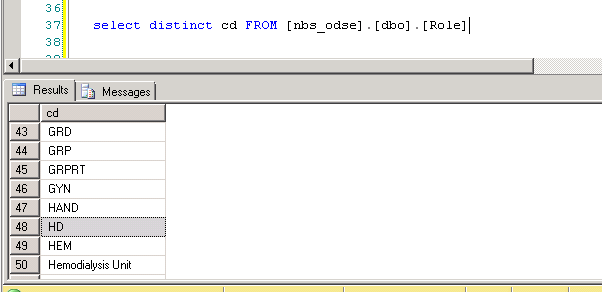 36
37 select distinct cd FROM [nbs_odse].[dbo].[Role]
38
Results Messages
cd
43 GRD
44 GRP
45 GRPRT
46 GYN
47 HAND
48 HD
49 HEM
50 Hemodialysis Unit